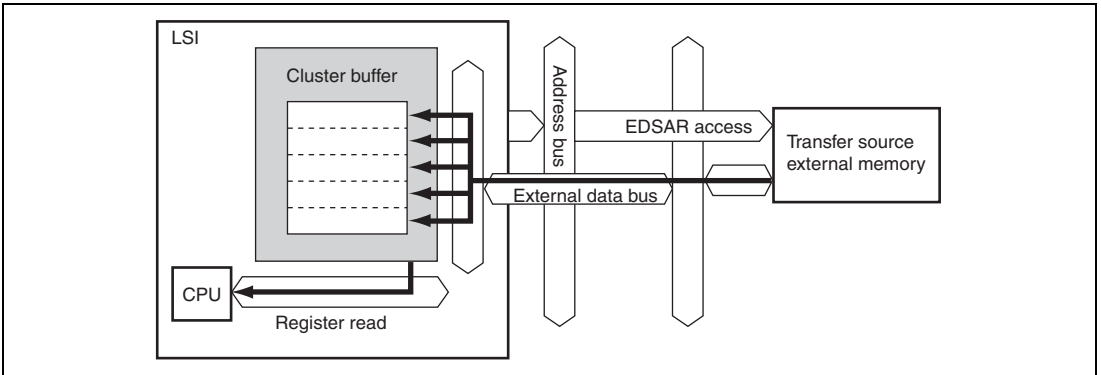 LSI
Cluster buffer
Address bus
EDSAR access
Transfer source
external memory
External data bus
CPU
Register read